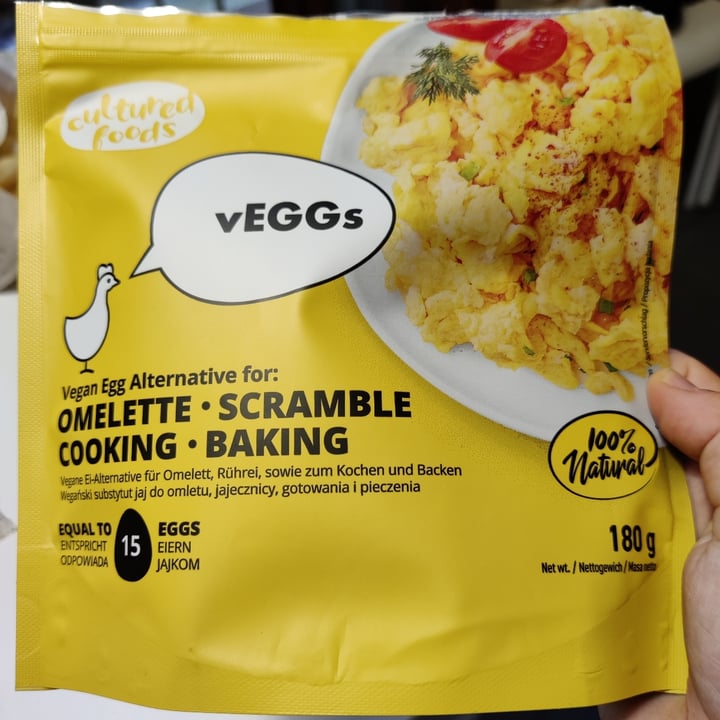 cultured
foods
vEGGs
Vegan Egg Alternative for:
OMELETTE • SCRAMBLE
COOKING • BAKING
Vegane Ei-Alternative für Omelett, Rührei, sowie zum Kochen und Backen
Wegański substytut jaj do omletu, jajecznicy, gotowania i pieczenia
EQUAL TO 15 EGGS
ENTSPRICHT EIERN
ODPOWIADA JAJKOM
100%
Natural
180 g
Net wt. / Nettogewich / Masa netto